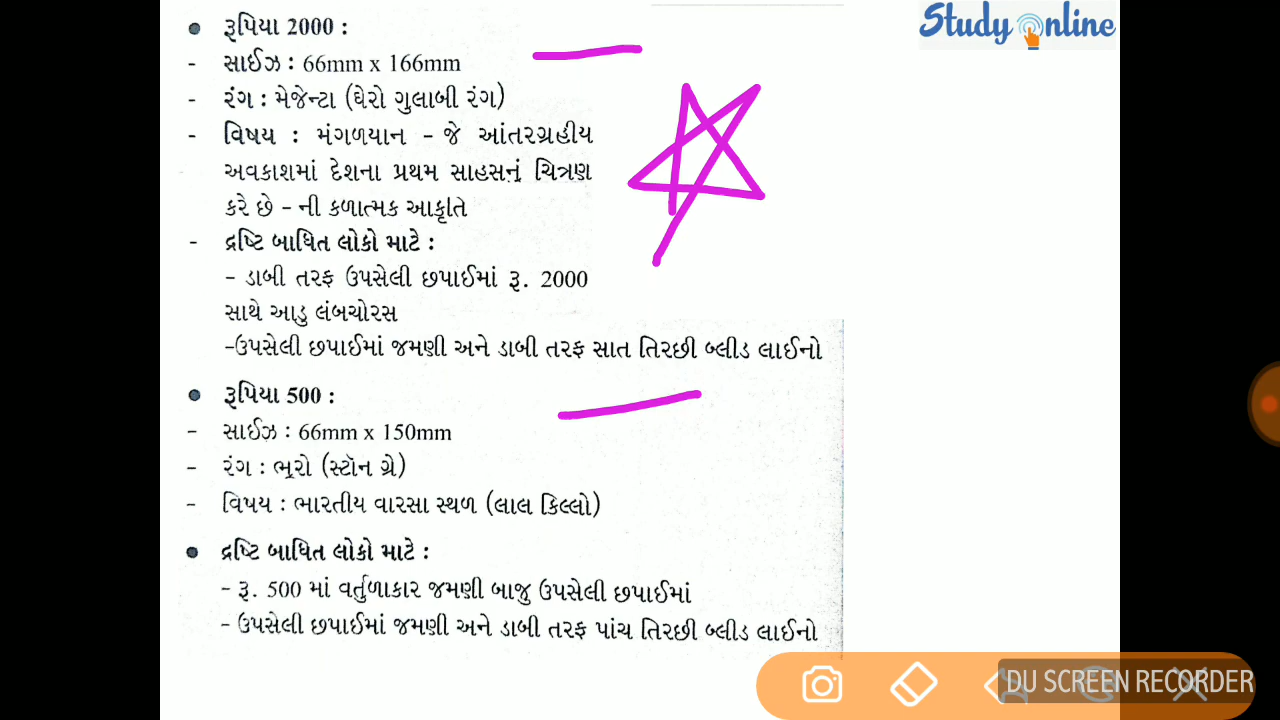 Study online
• રૂપિયા 2000 :
- સાઈઝ : 66mm x 166mm
- રંગ : મેજેન્ટા (ઘેરો ગુલાબી રંગ)
- વિષય : મંગળયાન - જે આંતરગ્રહીય
અવકાશમાં દેશના પ્રથમ સાહસનું ચિત્રણ
કરે છે - ની કળાત્મક આકૃતિ
- દ્રષ્ટિ બાધિત લોકો માટે :
- ડાબી તરફ ઉપસેલી છપાઈમાં રૂ. 2000
સાથે આડુ લંબચોરસ
-ઉપસેલી છપાઈમાં જમણી અને ડાબી તરફ સાત તિરછી બ્લીડ લાઈનો
• રૂપિયા 500 :
- સાઈઝ : 66mm x 150mm
- રંગ : ભૂરો (સ્ટૉન ગ્રે)
- વિષય : ભારતીય વારસા સ્થળ (લાલ કિલ્લો)
• દ્રષ્ટિ બાધિત લોકો માટે :
- રૂ. 500 માં વર્તુળાકાર જમણી બાજુ ઉપસેલી છપાઈમાં
- ઉપસેલી છપાઈમાં જમણી અને ડાબી તરફ પાંચ તિરછી બ્લીડ લાઈનો
DU SCREEN RECORDER